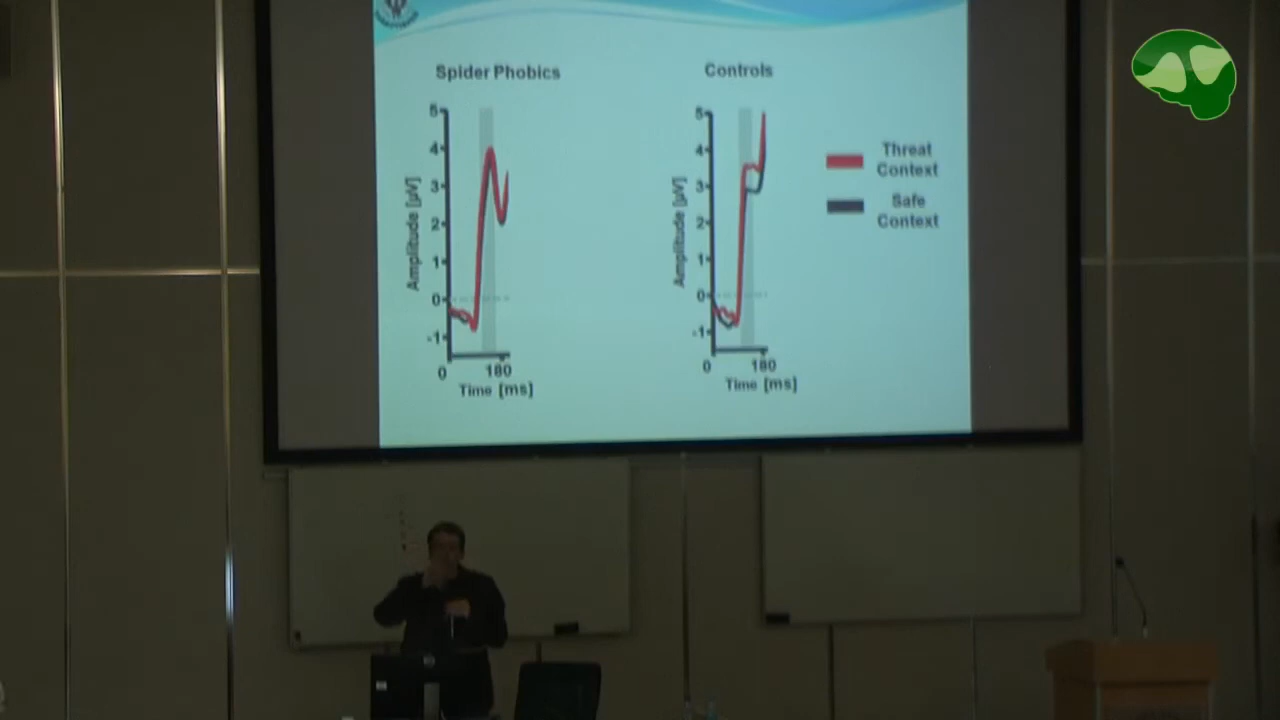 Spider Phobics
5
4
3
2
1
0
-1
Amplitude [µV]
0
180
Time [ms]
Controls
5
4
3
2
1
0
-1
Amplitude [µV]
0
180
Time [ms]
Threat
Context
Safe
Context